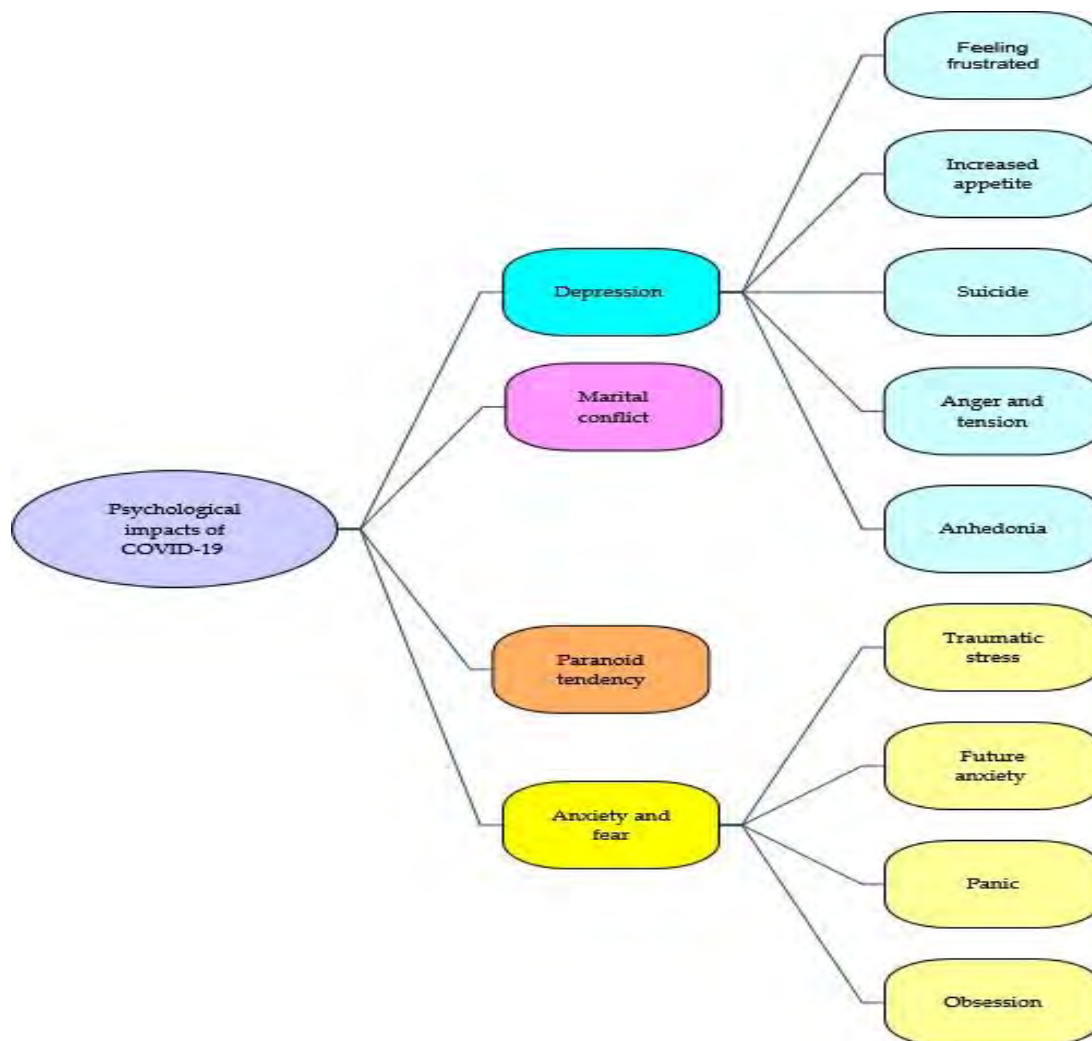 Feeling
frustrated
Increased
appetite
Depression
Suicide
Marital
conflict
Anger and
tension
Psychological
impacts of
COVID-19
Anhedonia
Paranoid
tendency
Traumatic
stress
Future
anxiety
Anxiety and
fear
Panic
Obsession